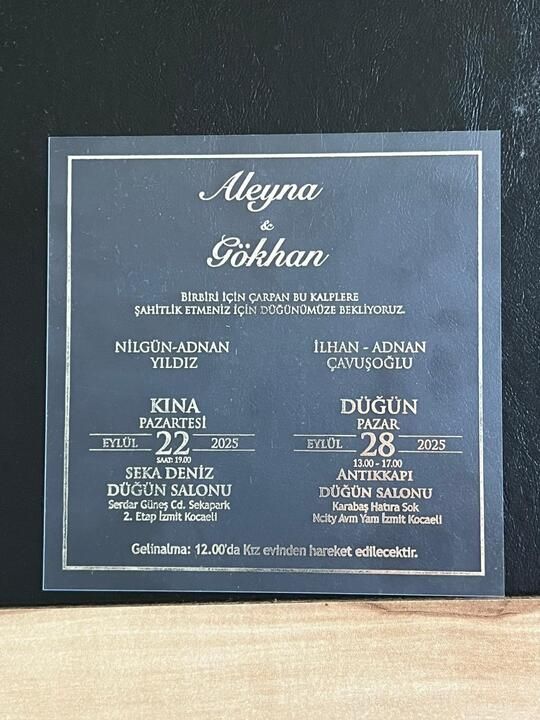 Aleyna
&
Gökhan
BİRBİRİ İÇİN ÇARPAN BU KALPLERE
ŞAHİTLİK ETMENİZ İÇİN DÜĞÜNÜMÜZE BEKLİYORUZ.
NİLGÜN-ADNAN
YILDIZ
İLHAN - ADNAN
ÇAVUŞOĞLU
KINA
PAZARTESİ
EYLÜL 22 2025
SAAT: 19.00
SEKA DENİZ
DÜĞÜN SALONU
Serdar Güneş Cd. Sekapark
2. Etap İzmit Kocaeli
DÜĞÜN
PAZAR
EYLÜL 28 2025
13.00 - 17.00
ANTIKKAPI
DÜĞÜN SALONU
Karabaş Hatıra Sok
Ncity Avm Yanı İzmit Kocaeli
Gelinalma: 12.00'da Kız evinden hareket edilecektir.